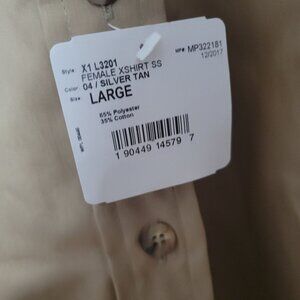 Style X1 L3201
MP322181
12/2017
FEMALE XSHIRT SS
Color 04 / SILVER TAN
Size LARGE
65% Polyester
35% Cotton
1 90449 14579 7